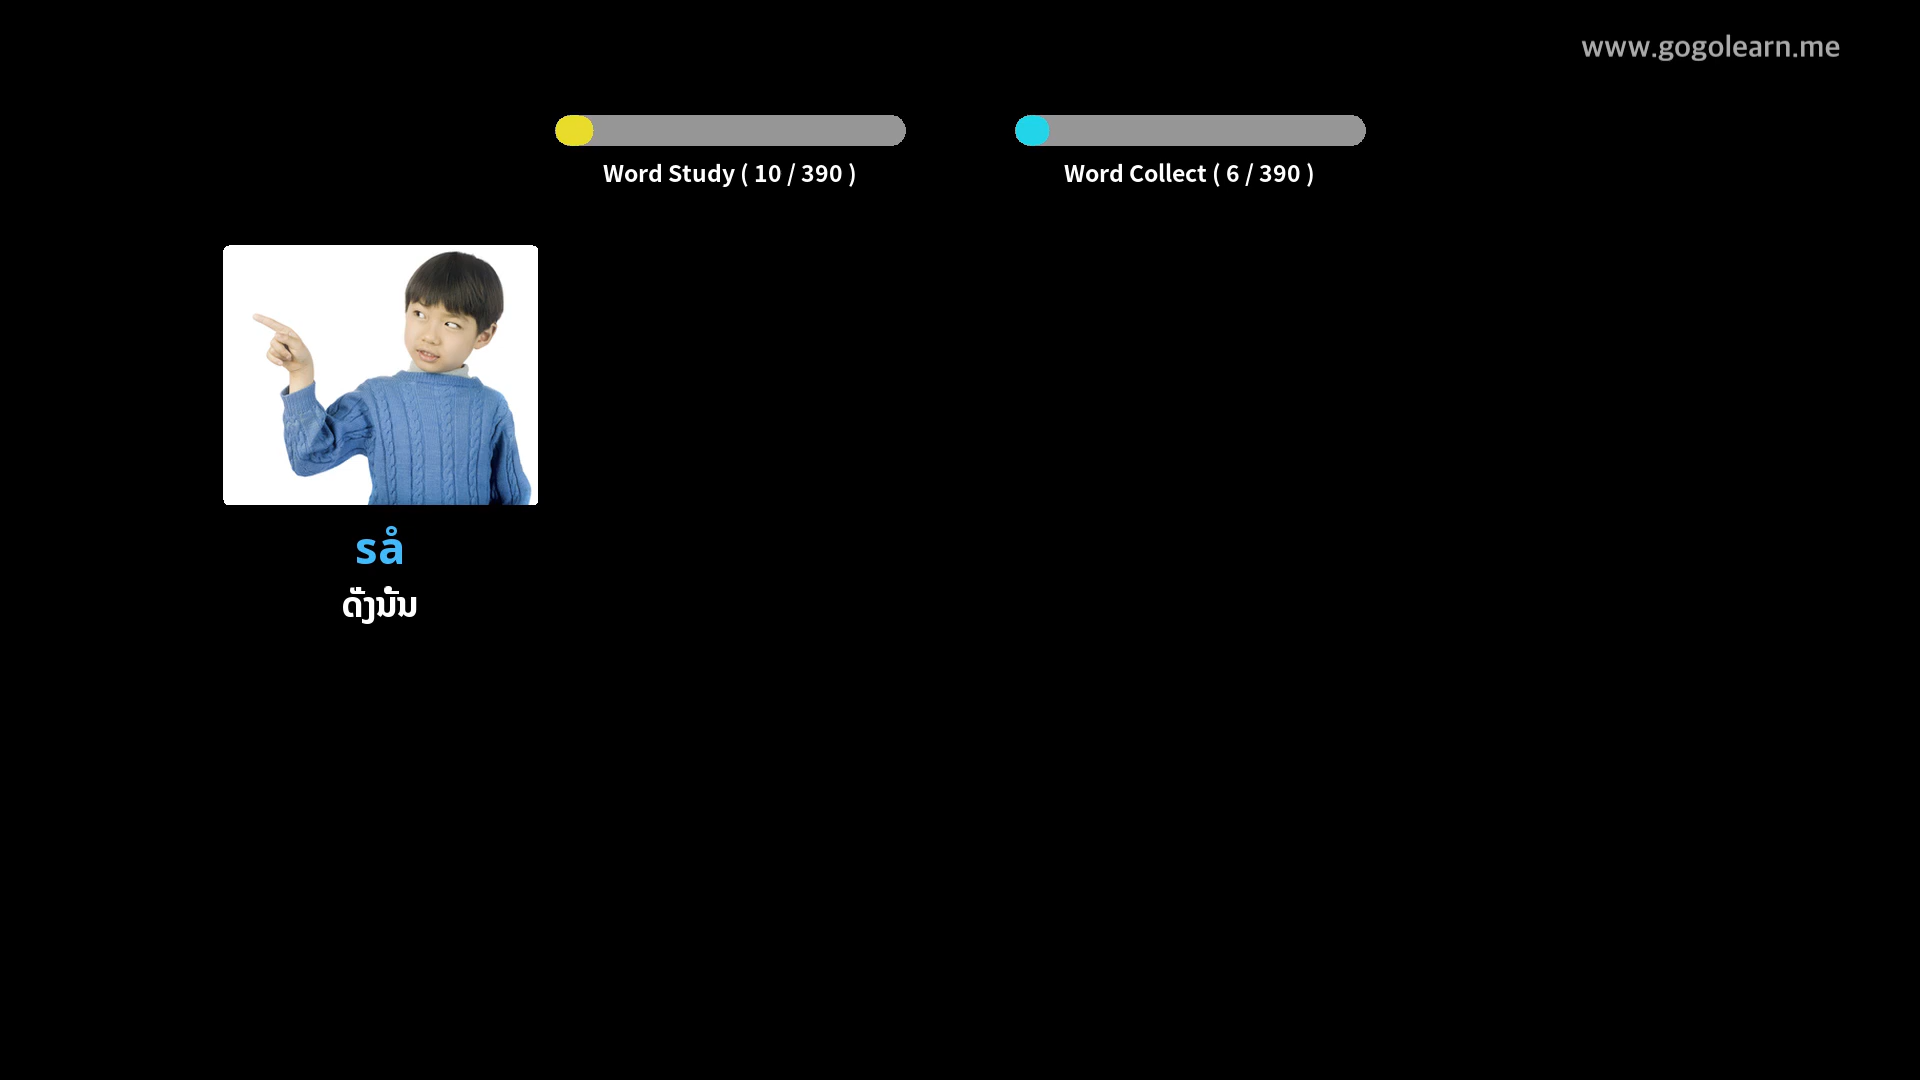 www.gogolearn.me
Word Study ( 10 / 390 )
Word Collect ( 6 / 390 )
så
ດັ່ງນັ້ນ